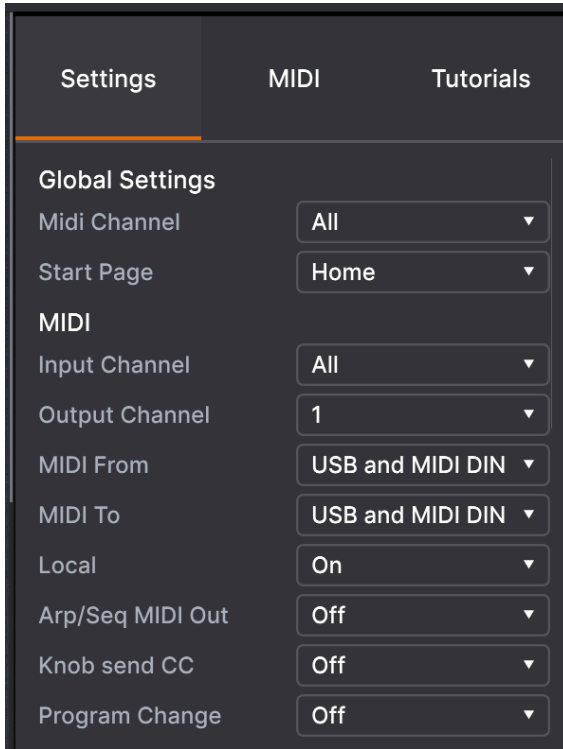 Settings MIDI Tutorials
Global Settings
Midi Channel All
Start Page Home
MIDI
Input Channel All
Output Channel 1
MIDI From USB and MIDI DIN
MIDI To USB and MIDI DIN
Local On
Arp/Seq MIDI Out Off
Knob send CC Off
Program Change Off